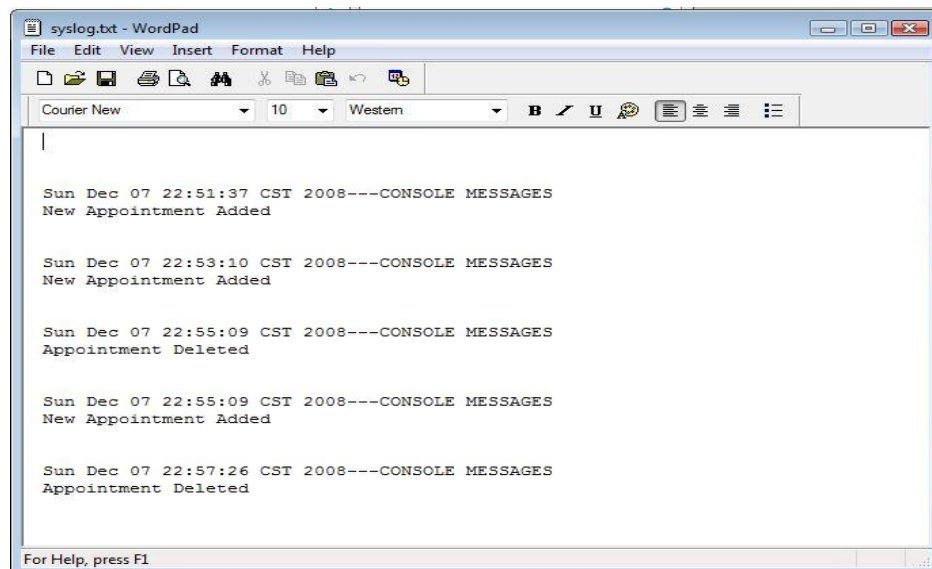 syslog.txt - WordPad
File Edit View Insert Format Help
Courier New 10 Western B U
Sun Dec 07 22:51:37 CST 2008---CONSOLE MESSAGES
New Appointment Added
Sun Dec 07 22:53:10 CST 2008---CONSOLE MESSAGES
New Appointment Added
Sun Dec 07 22:55:09 CST 2008---CONSOLE MESSAGES
Appointment Deleted
Sun Dec 07 22:55:09 CST 2008---CONSOLE MESSAGES
New Appointment Added
Sun Dec 07 22:57:26 CST 2008---CONSOLE MESSAGES
Appointment Deleted
For Help, press F1